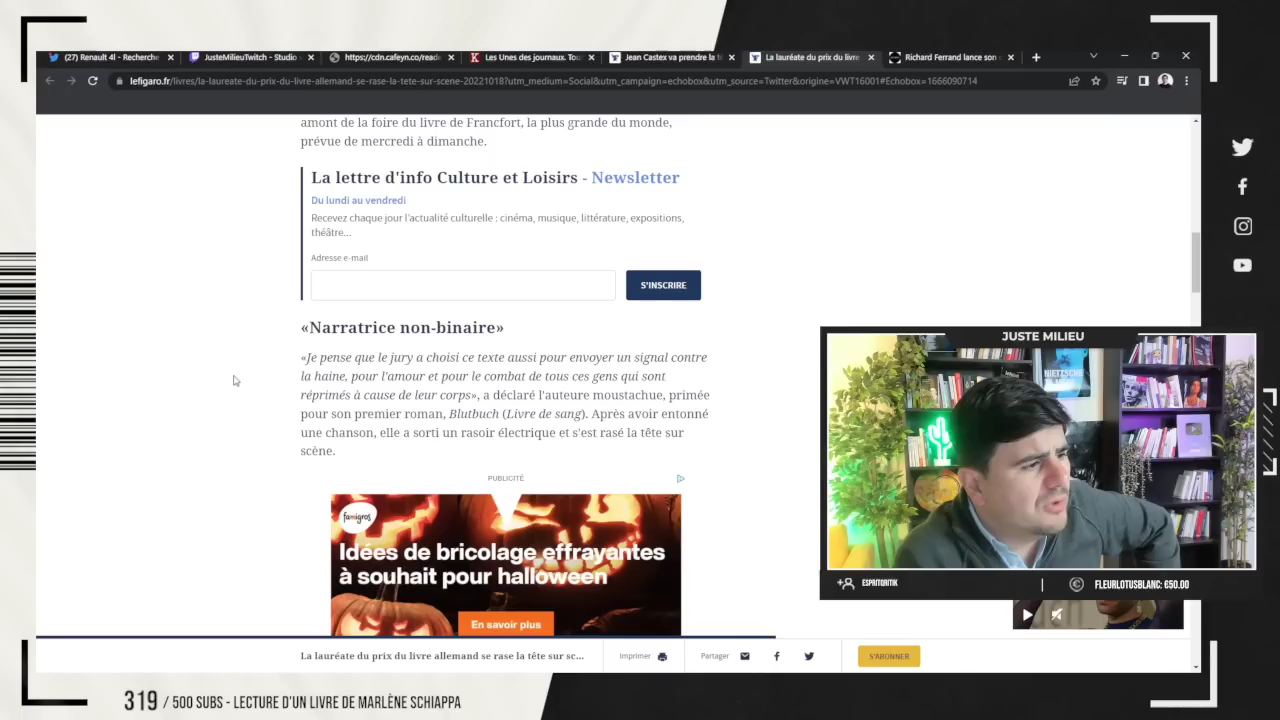 (27) Renault 4l - Recherche
JusteMilieuTwitch - Studio
https://cdn.cafeyn.co/read
Les Unes des journaux. Tou
Jean Castex va prendre la t
La lauréate du prix du livre
Richard Ferrand lance son
lefigaro.fr/livres/la-laureate-du-prix-du-livre-allemand-se-rase-la-tete-sur-scene-20221018?utm_medium=Social&utm_campaign=echobox&utm_source=Twitter&origine=VWT16001#Echobox=1666090714
amont de la foire du livre de Francfort, la plus grande du monde,
prévue de mercredi à dimanche.
La lettre d'info Culture et Loisirs - Newsletter
Du lundi au vendredi
Recevez chaque jour l'actualité culturelle : cinéma, musique, littérature, expositions,
théâtre...
Adresse e-mail
S'INSCRIRE
«Narratrice non-binaire»
«Je pense que le jury a choisi ce texte aussi pour envoyer un signal contre
la haine, pour l'amour et pour le combat de tous ces gens qui sont
réprimés à cause de leur corps», a déclaré l'auteure moustachue, primée
pour son premier roman, Blutbuch (Livre de sang). Après avoir entonné
une chanson, elle a sorti un rasoir électrique et s'est rasé la tête sur
scène.
PUBLICITÉ
famigros
Idées de bricolage effrayantes
à souhait pour halloween
En savoir plus
JUSTE MILIEU
NIETZSCHE
ESPRITCRITIK
FLEURLOTUSBLANC: €50.00
La lauréate du prix du livre allemand se rase la tête sur sc...
Imprimer
Partager
S'ABONNER
319 / 500 SUBS - LECTURE D'UN LIVRE DE MARLÈNE SCHIAPPA